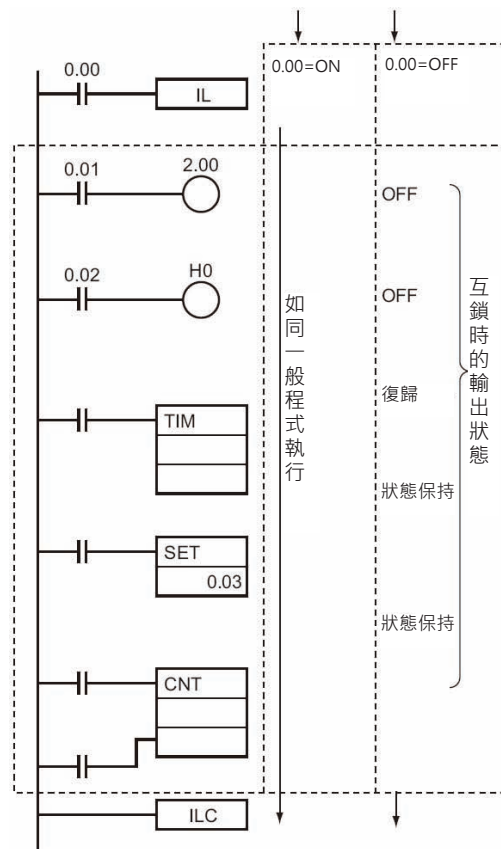 0.00=ON
0.00=OFF
0.00
IL
0.01
2.00
OFF
0.02
H0
OFF
如同一般程式執行
互鎖時的輸出狀態
復歸
TIM
狀態保持
SET
0.03
狀態保持
CNT
ILC